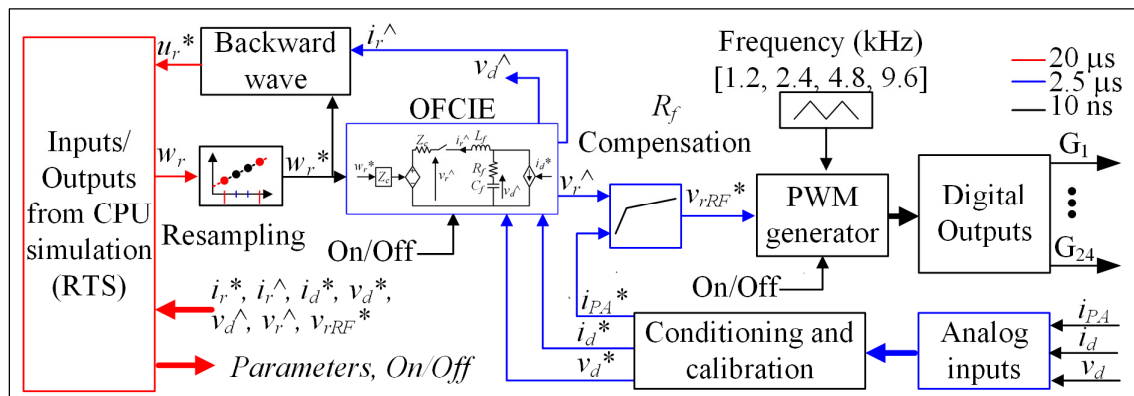 u_r*
Backward
wave
i_r^
v_d^
Frequency (kHz)
[1.2, 2.4, 4.8, 9.6]
20 μs
2.5 μs
10 ns
Inputs/
Outputs
from CPU
simulation
(RTS)
w_r
w_r*
Resampling
OFCIE
w_r*
Z_c
Z_c
i_r^
L_f
v_r^
R_f
C_f
v_d^
i_d*
On/Off
R_f
Compensation
v_r^
v_rRF*
PWM
generator
On/Off
Digital
Outputs
G_1
G_24
i_r*, i_r^, i_d*, v_d*,
v_d^, v_r^, v_rRF*
Parameters, On/Off
i_PA*
i_d*
v_d*
Conditioning and
calibration
Analog
inputs
i_PA
i_d
v_d